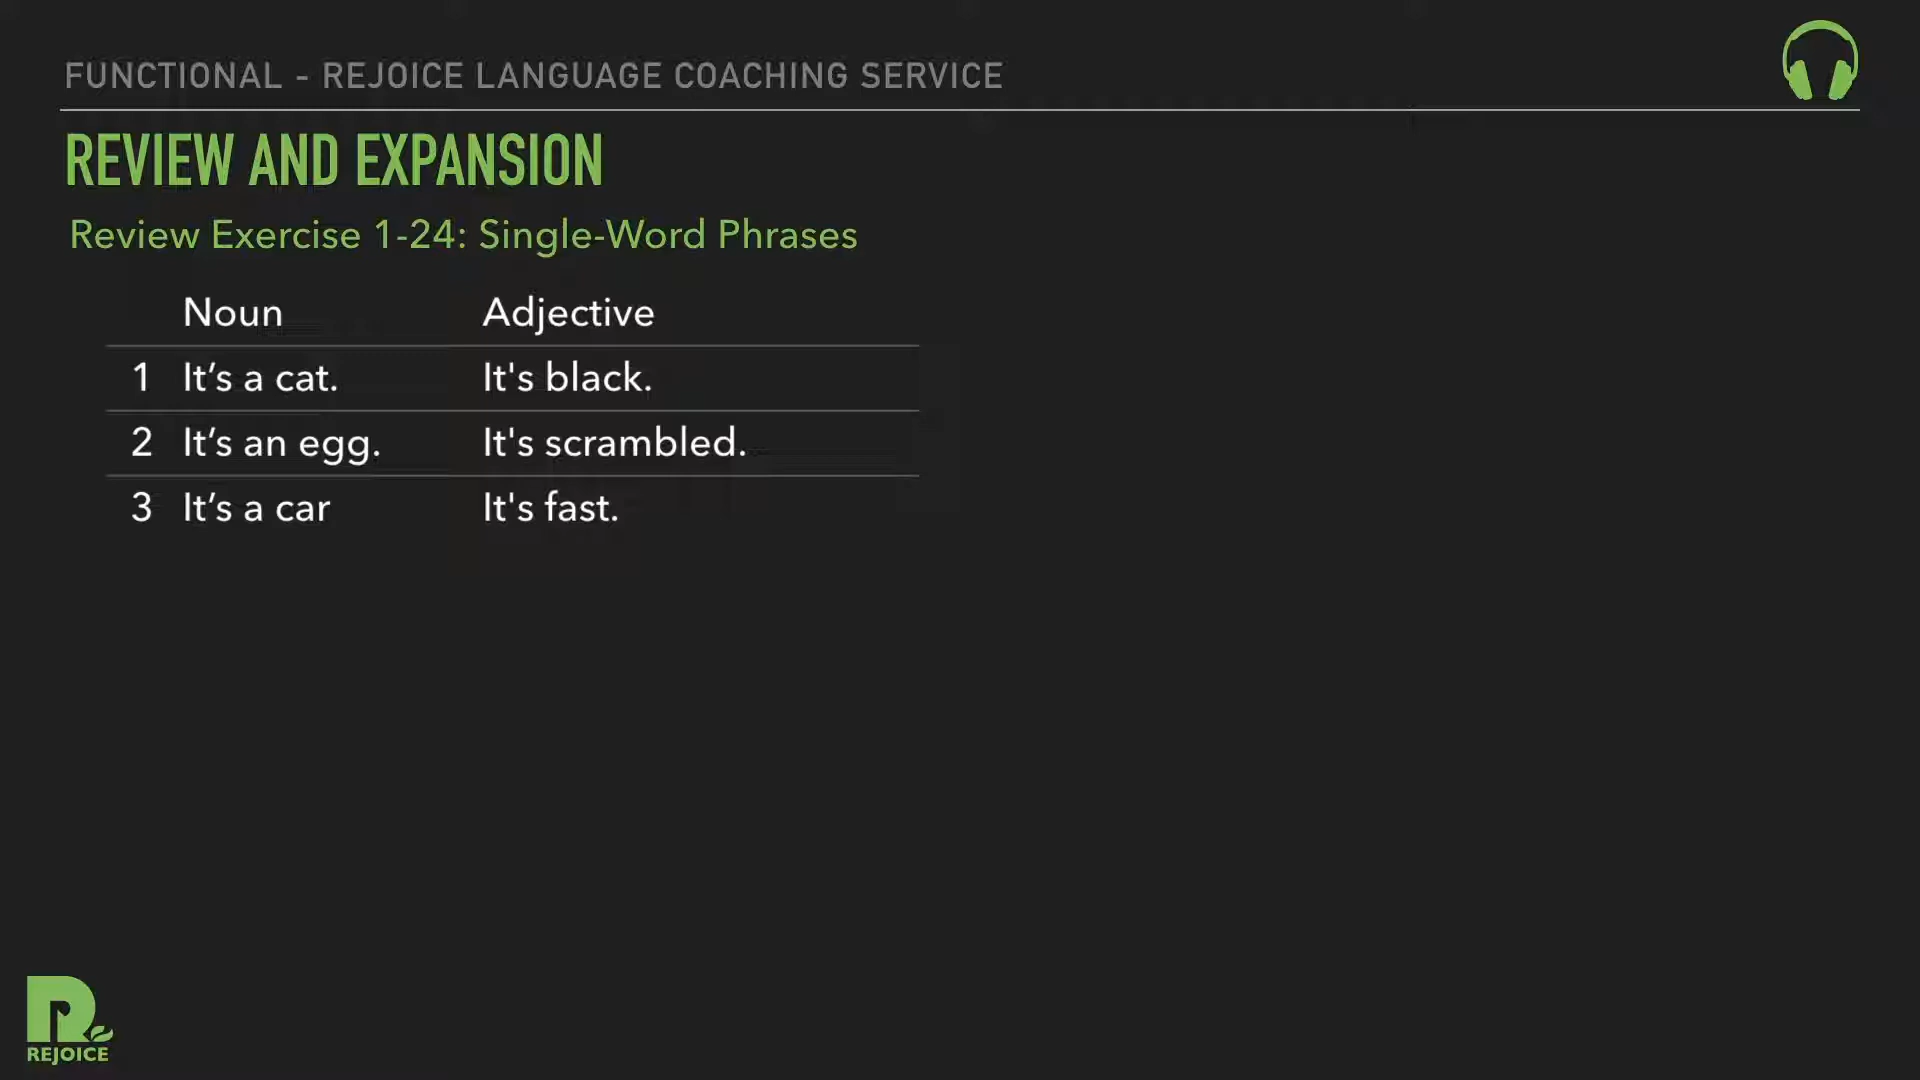 FUNCTIONAL - REJOICE LANGUAGE COACHING SERVICE
REVIEW AND EXPANSION
Review Exercise 1-24: Single-Word Phrases
Noun Adjective
1 It’s a cat. It's black.
2 It’s an egg. It's scrambled.
3 It’s a car It's fast.
REJOICE